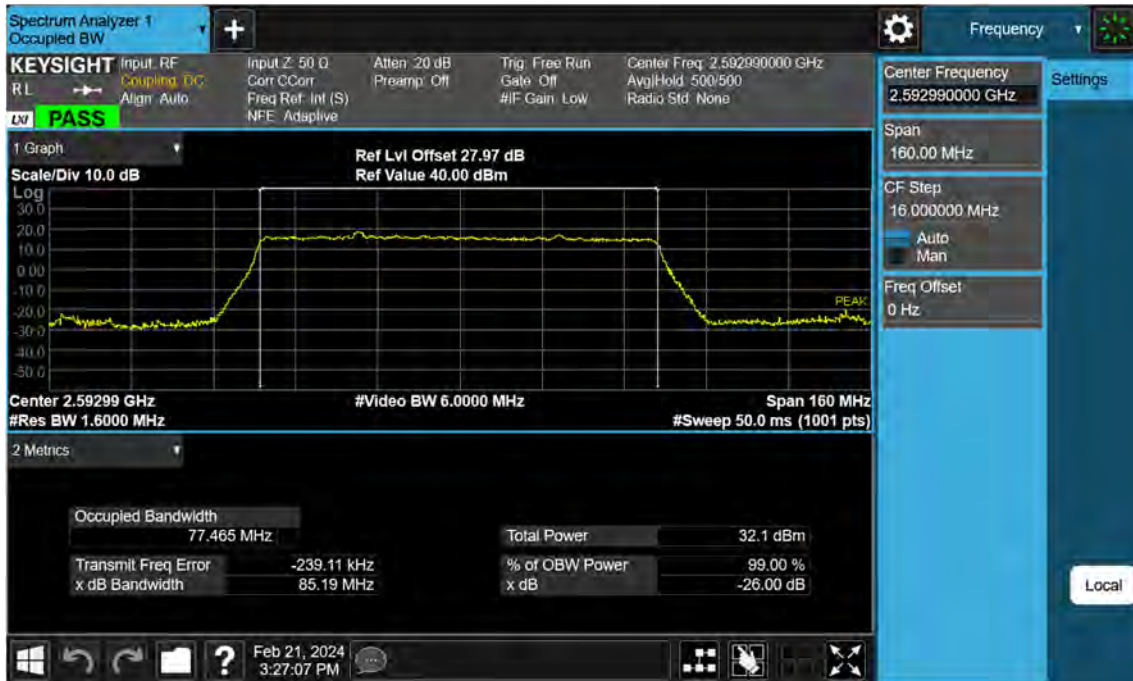 Spectrum Analyzer 1
Occupied BW
Frequency
KEYSIGHT
RL
LXI
PASS
Input: RF
Coupling: DC
Align: Auto
Input Z: 50 Ω
Corr CCorr
Freq Ref: Int (S)
NFE: Adaptive
Atten: 20 dB
Preamp: Off
Trig: Free Run
Gate: Off
#IF Gain: Low
Center Freq: 2.592990000 GHz
Avg|Hold: 500/500
Radio Std: None
Center Frequency
2.592990000 GHz
Settings
Span
160.00 MHz
CF Step
16.000000 MHz
Auto
Man
Freq Offset
0 Hz
1 Graph
Scale/Div 10.0 dB
Ref Lvl Offset 27.97 dB
Ref Value 40.00 dBm
Log
30.0
20.0
10.0
0.00
-10.0
-20.0
-30.0
-40.0
-50.0
PEAK
Center 2.59299 GHz
#Video BW 6.0000 MHz
Span 160 MHz
#Res BW 1.6000 MHz
#Sweep 50.0 ms (1001 pts)
2 Metrics
Occupied Bandwidth
77.465 MHz
Total Power 32.1 dBm
Transmit Freq Error -239.11 kHz
% of OBW Power 99.00 %
x dB Bandwidth 85.19 MHz
x dB -26.00 dB
Local
?
Feb 21, 2024
3:27:07 PM